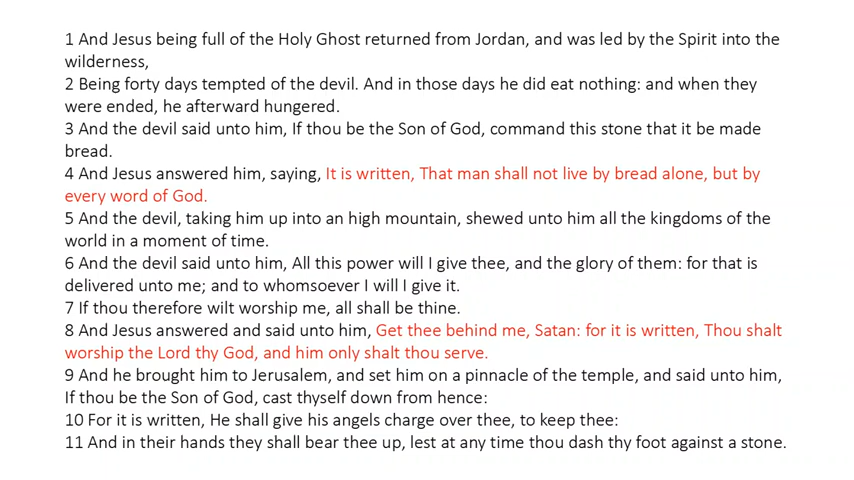 1 And Jesus being full of the Holy Ghost returned from Jordan, and was led by the Spirit into the
wilderness,
2 Being forty days tempted of the devil. And in those days he did eat nothing: and when they
were ended, he afterward hungered.
3 And the devil said unto him, If thou be the Son of God, command this stone that it be made
bread.
4 And Jesus answered him, saying, It is written, That man shall not live by bread alone, but by
every word of God.
5 And the devil, taking him up into an high mountain, shewed unto him all the kingdoms of the
world in a moment of time.
6 And the devil said unto him, All this power will I give thee, and the glory of them: for that is
delivered unto me; and to whomsoever I will I give it.
7 If thou therefore wilt worship me, all shall be thine.
8 And Jesus answered and said unto him, Get thee behind me, Satan: for it is written, Thou shalt
worship the Lord thy God, and him only shalt thou serve.
9 And he brought him to Jerusalem, and set him on a pinnacle of the temple, and said unto him,
If thou be the Son of God, cast thyself down from hence:
10 For it is written, He shall give his angels charge over thee, to keep thee:
11 And in their hands they shall bear thee up, lest at any time thou dash thy foot against a stone.